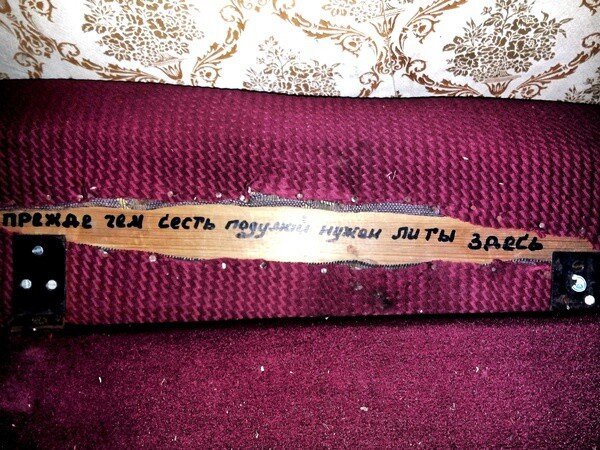 прежде чем сесть подумай нужен ли ты здесь